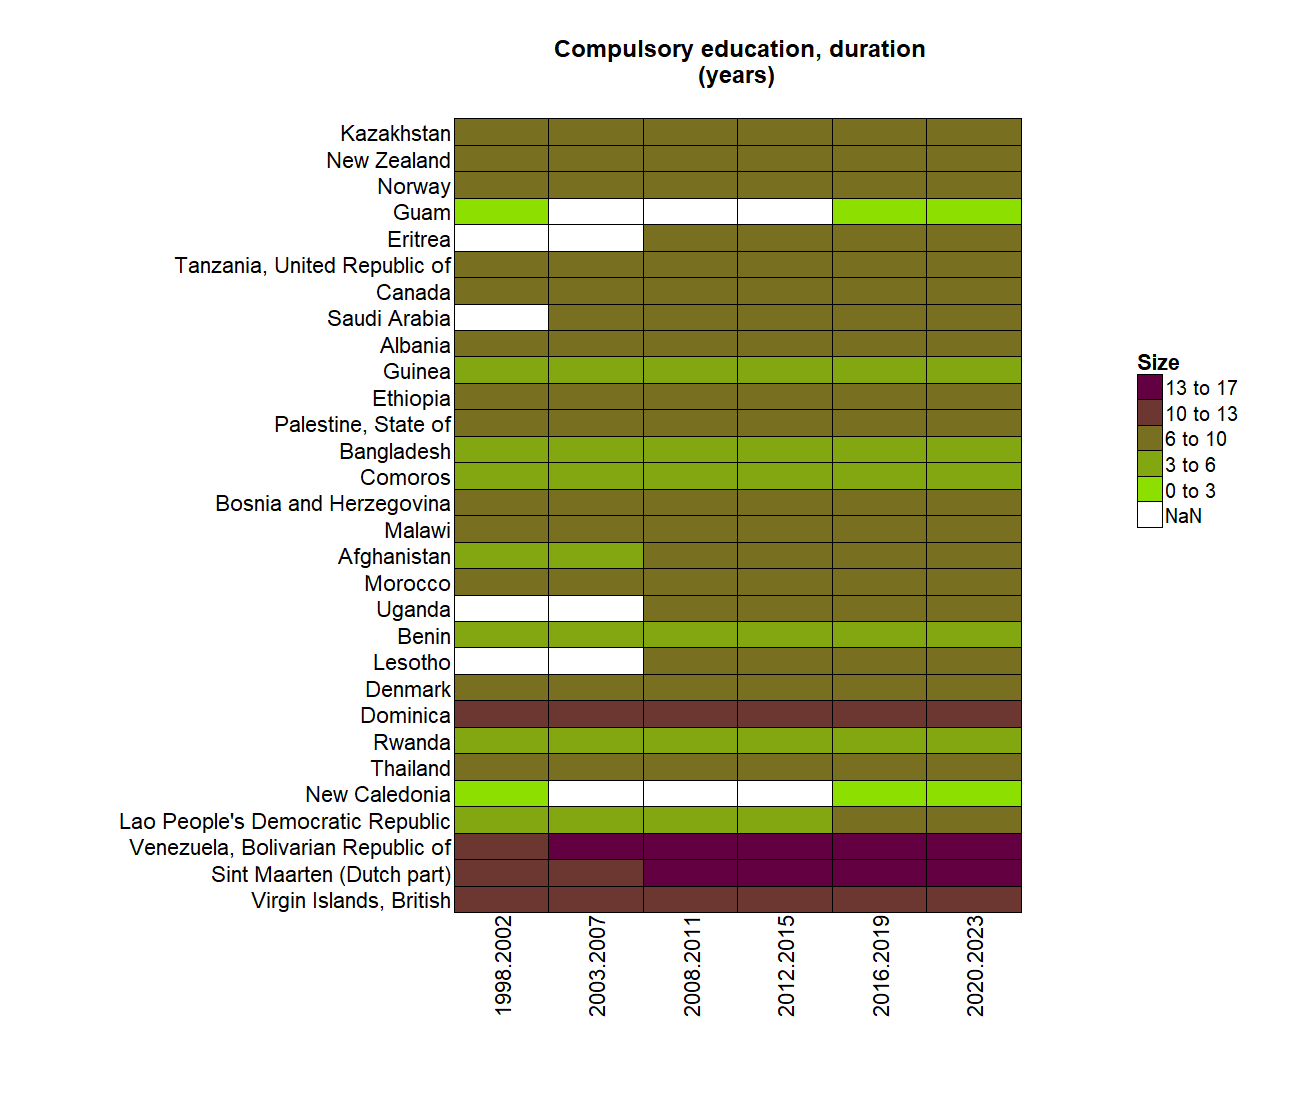 Compulsory education, duration
(years)
Kazakhstan
New Zealand
Norway
Guam
Eritrea
Tanzania, United Republic of
Canada
Saudi Arabia
Albania
Guinea
Ethiopia
Palestine, State of
Bangladesh
Comoros
Bosnia and Herzegovina
Malawi
Afghanistan
Morocco
Uganda
Benin
Lesotho
Denmark
Dominica
Rwanda
Thailand
New Caledonia
Lao People's Democratic Republic
Venezuela, Bolivarian Republic of
Sint Maarten (Dutch part)
Virgin Islands, British
1998.2002
2003.2007
2008.2011
2012.2015
2016.2019
2020.2023
Size
13 to 17
10 to 13
6 to 10
3 to 6
0 to 3
NaN